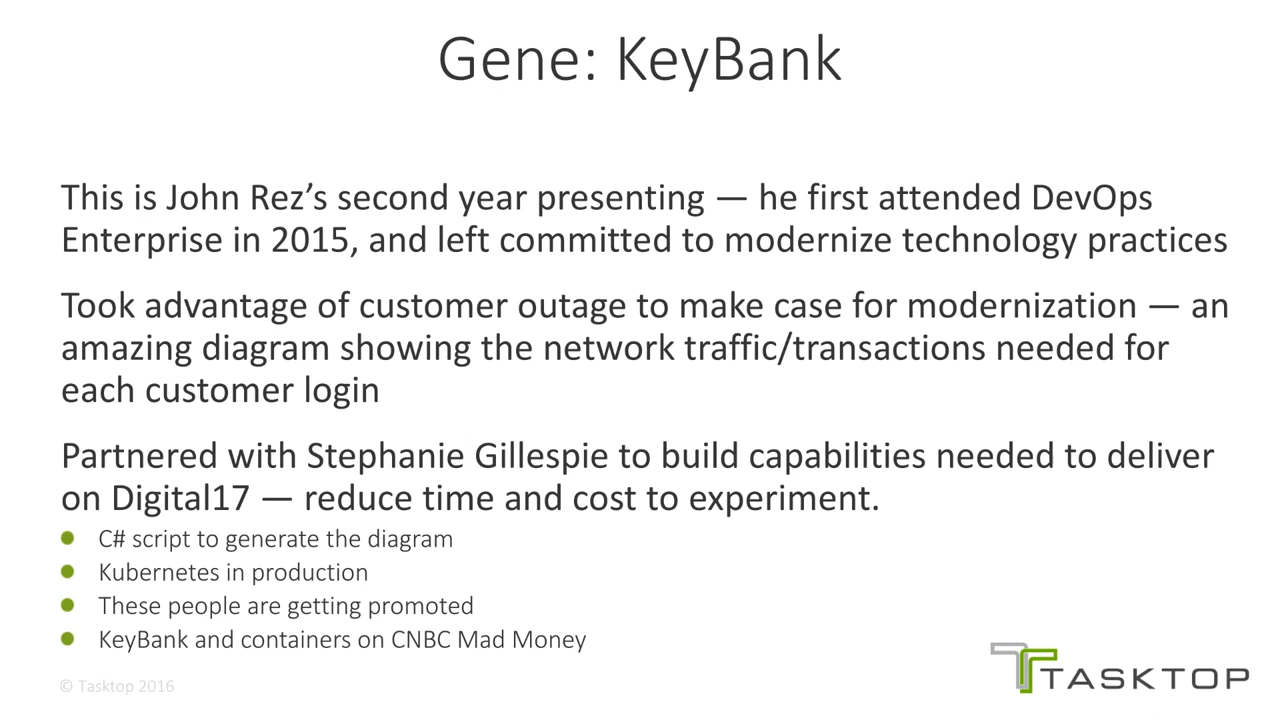 Gene: KeyBank
This is John Rez’s second year presenting — he first attended DevOps
Enterprise in 2015, and left committed to modernize technology practices
Took advantage of customer outage to make case for modernization — an
amazing diagram showing the network traffic/transactions needed for
each customer login
Partnered with Stephanie Gillespie to build capabilities needed to deliver
on Digital17 — reduce time and cost to experiment.
C# script to generate the diagram
Kubernetes in production
These people are getting promoted
KeyBank and containers on CNBC Mad Money
© Tasktop 2016
TASKTOP